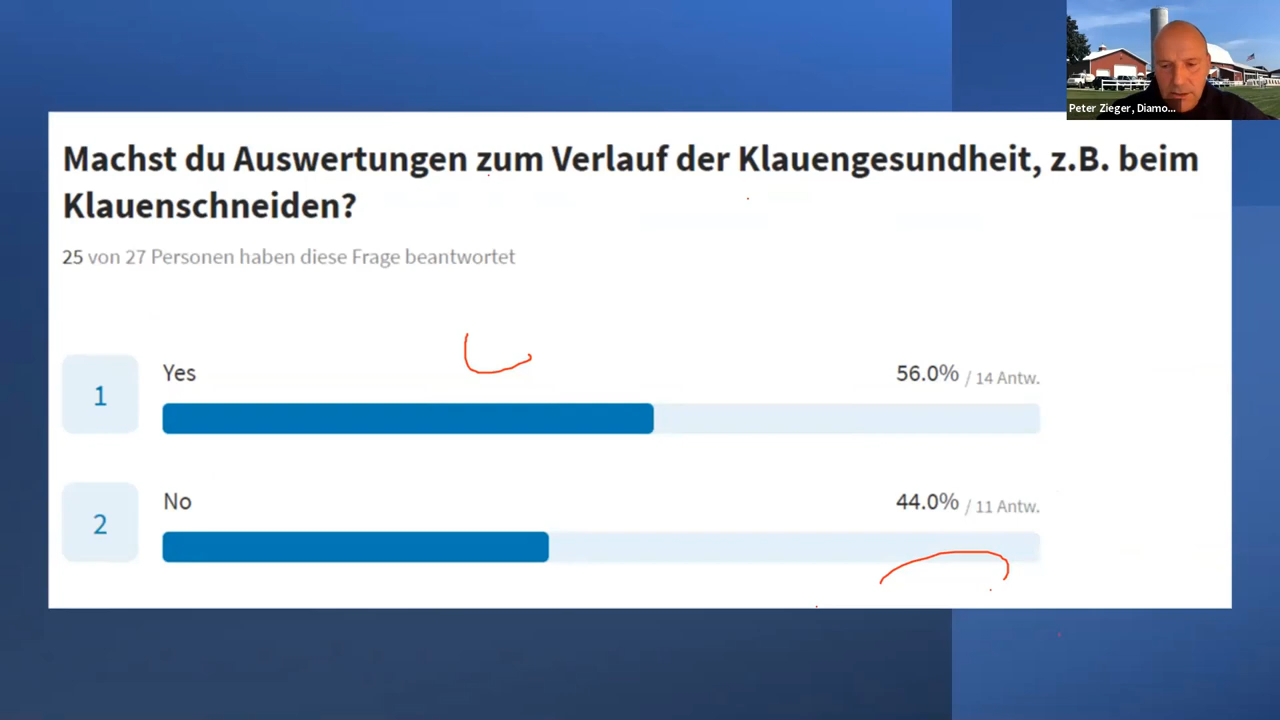 Peter Zieger, Diamo...
Machst du Auswertungen zum Verlauf der Klauengesundheit, z.B. beim
Klauenschneiden?
25 von 27 Personen haben diese Frage beantwortet
1
Yes
56.0% / 14 Antw.
2
No
44.0% / 11 Antw.